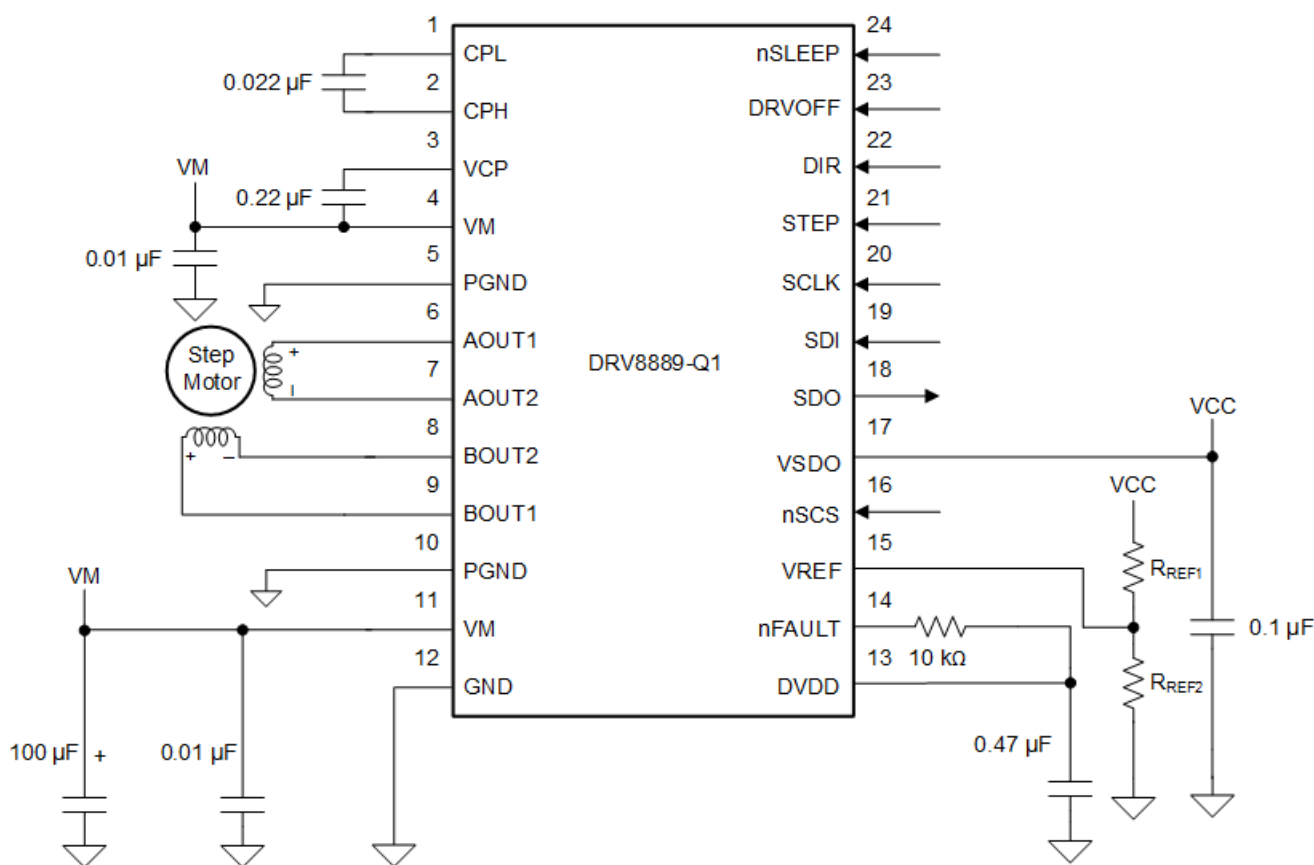 1
CPL
0.022 µF
2
CPH
3
VM
VCP
0.22 µF
4
VM
0.01 µF
5
PGND
6
AOUT1
+
Step
Motor
7
–
AOUT2
8
+
–
BOUT2
9
BOUT1
10
VM
PGND
11
VM
12
GND
100 µF
+
0.01 µF
DRV8889-Q1
24
nSLEEP
23
DRVOFF
22
DIR
21
STEP
20
SCLK
19
SDI
18
SDO
VCC
17
VSDO
VCC
16
nSCS
15
VREF
RREF1
14
nFAULT
0.1 µF
10 kΩ
13
DVDD
RREF2
0.47 µF